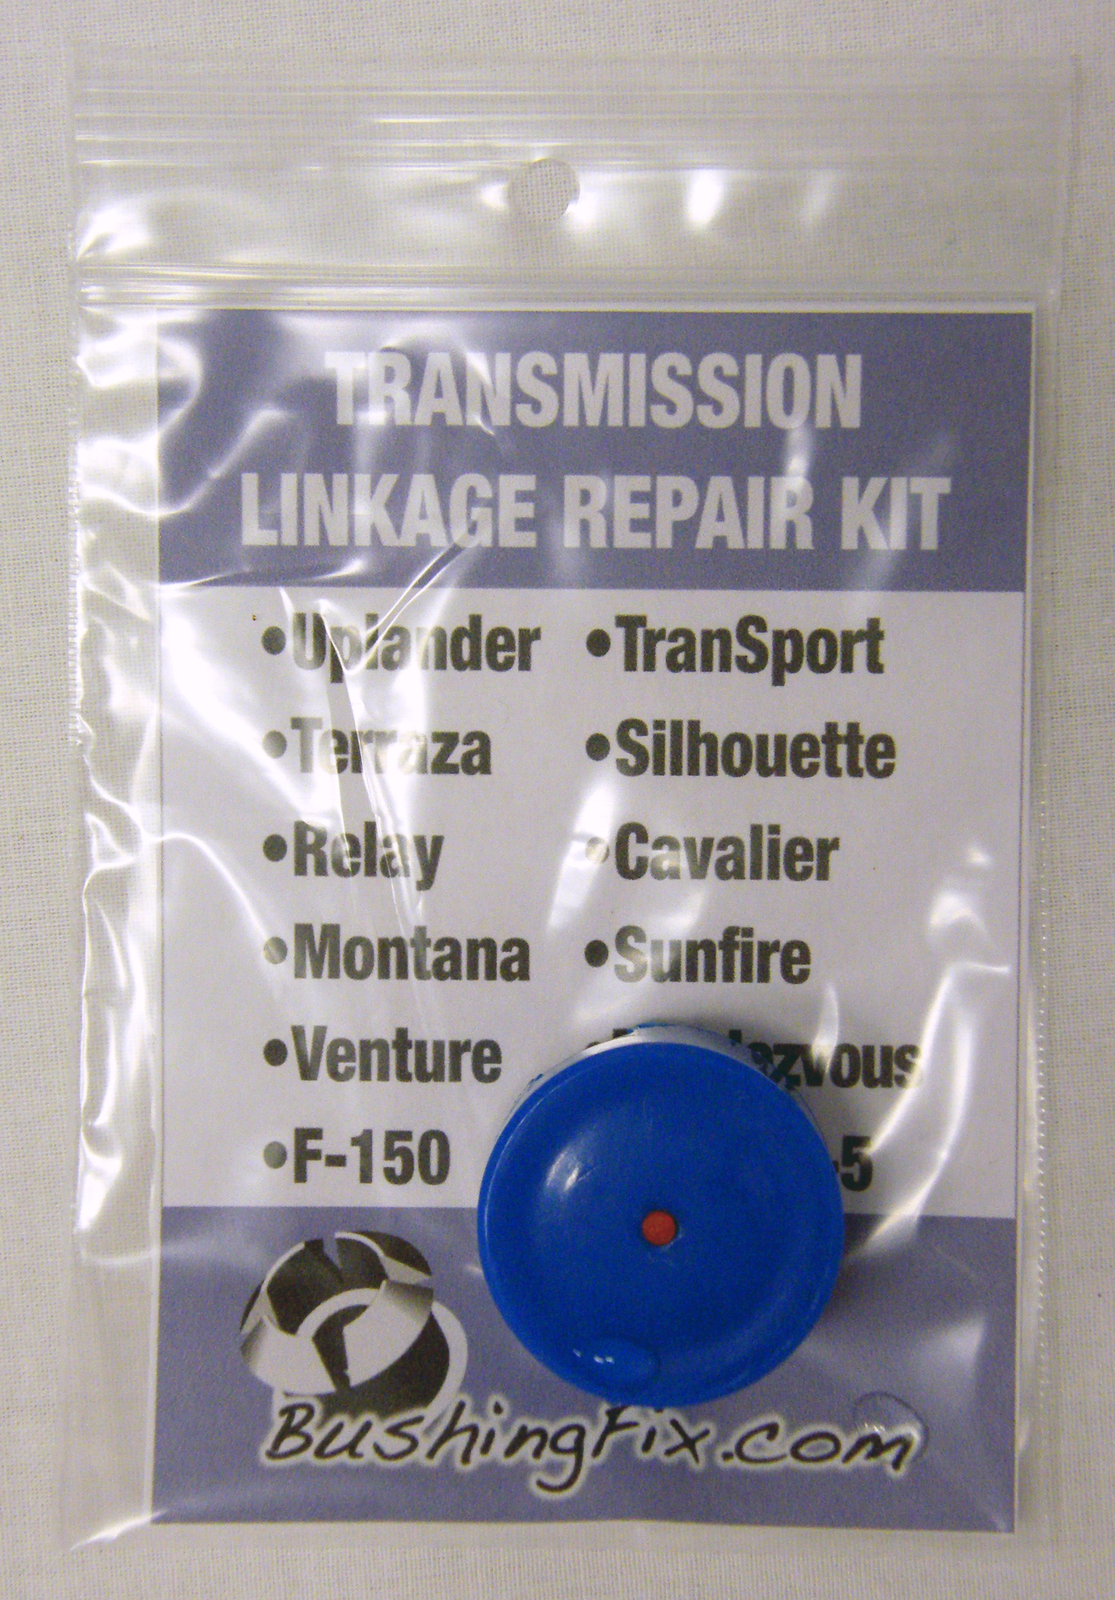 TRANSMISSION
LINKAGE REPAIR KIT
•Uplander
•Terraza
•Relay
•Montana
•Venture
•F-150
•TranSport
•Silhouette
•Cavalier
•Sunfire
BushingFix.com